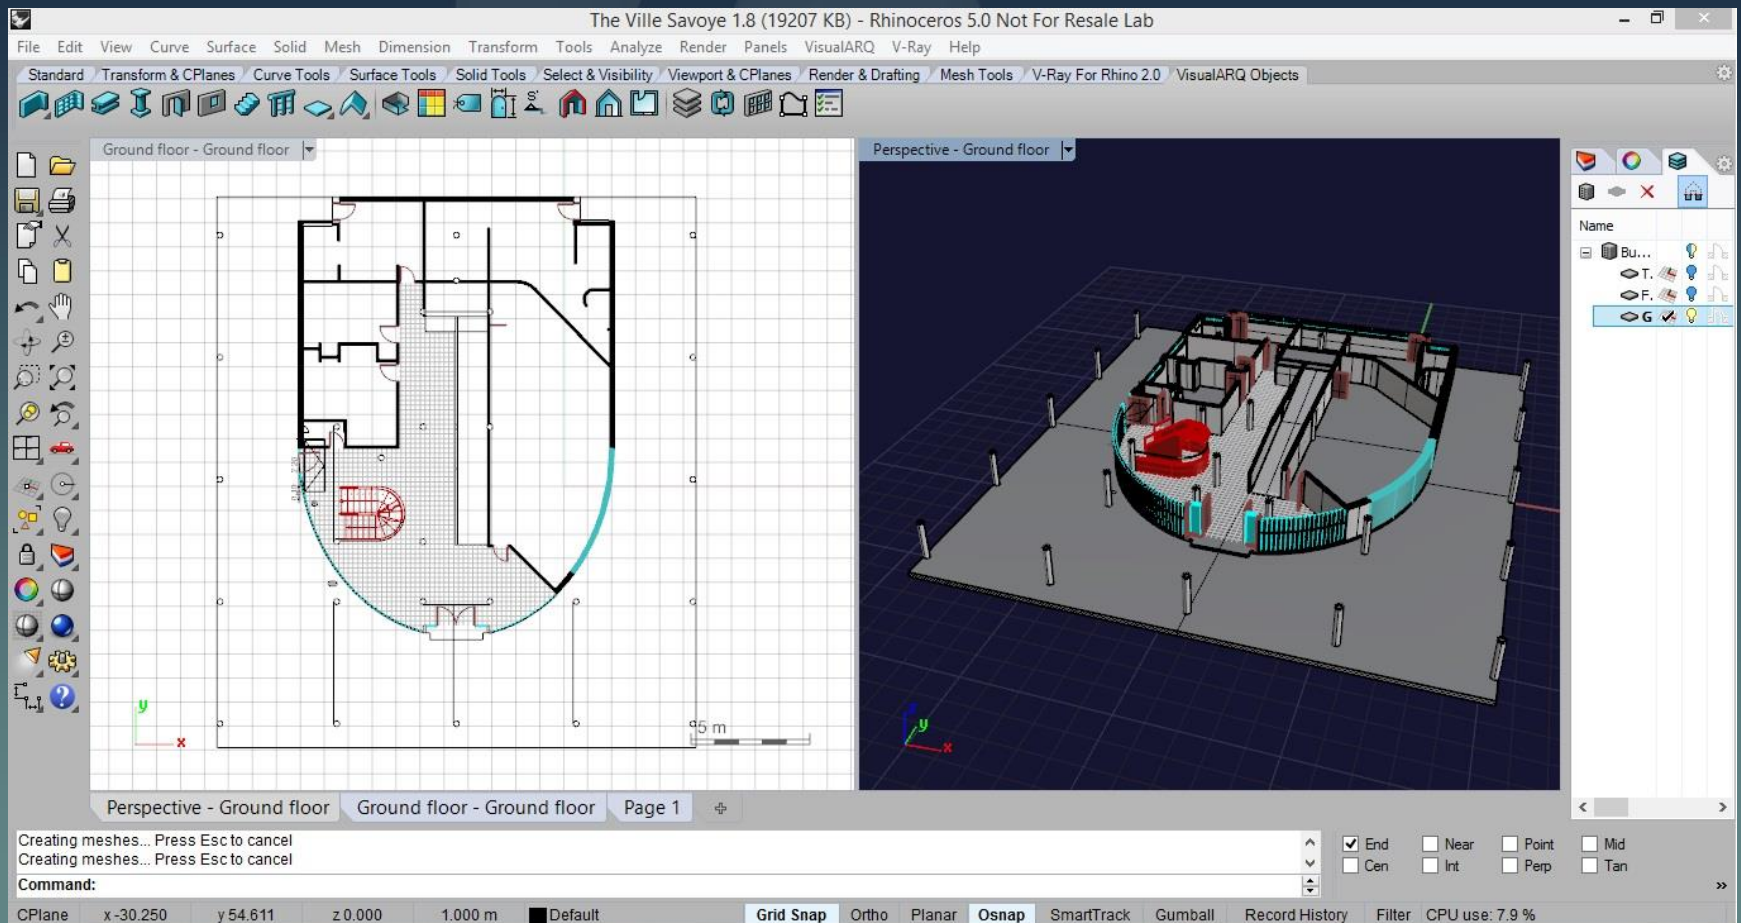 The Ville Savoye 1.8 (19207 KB) - Rhinoceros 5.0 Not For Resale Lab
File Edit View Curve Surface Solid Mesh Dimension Transform Tools Analyze Render Panels VisualARQ V-Ray Help
Standard Transform & CPlanes Curve Tools Surface Tools Solid Tools Select & Visibility Viewport & CPlanes Render & Drafting Mesh Tools V-Ray For Rhino 2.0 VisualARQ Objects
Ground floor - Ground floor
Perspective - Ground floor
Name
Bu...
T.
F.
G
5 m
y
x
y
x
Perspective - Ground floor Ground floor - Ground floor Page 1
Creating meshes... Press Esc to cancel
Creating meshes... Press Esc to cancel
Command:
End Near Point Mid
Cen Int Perp Tan
CPlane x -30.250 y 54.611 z 0.000 1.000 m Default Grid Snap Ortho Planar Osnap SmartTrack Gumball Record History Filter CPU use: 7.9 %